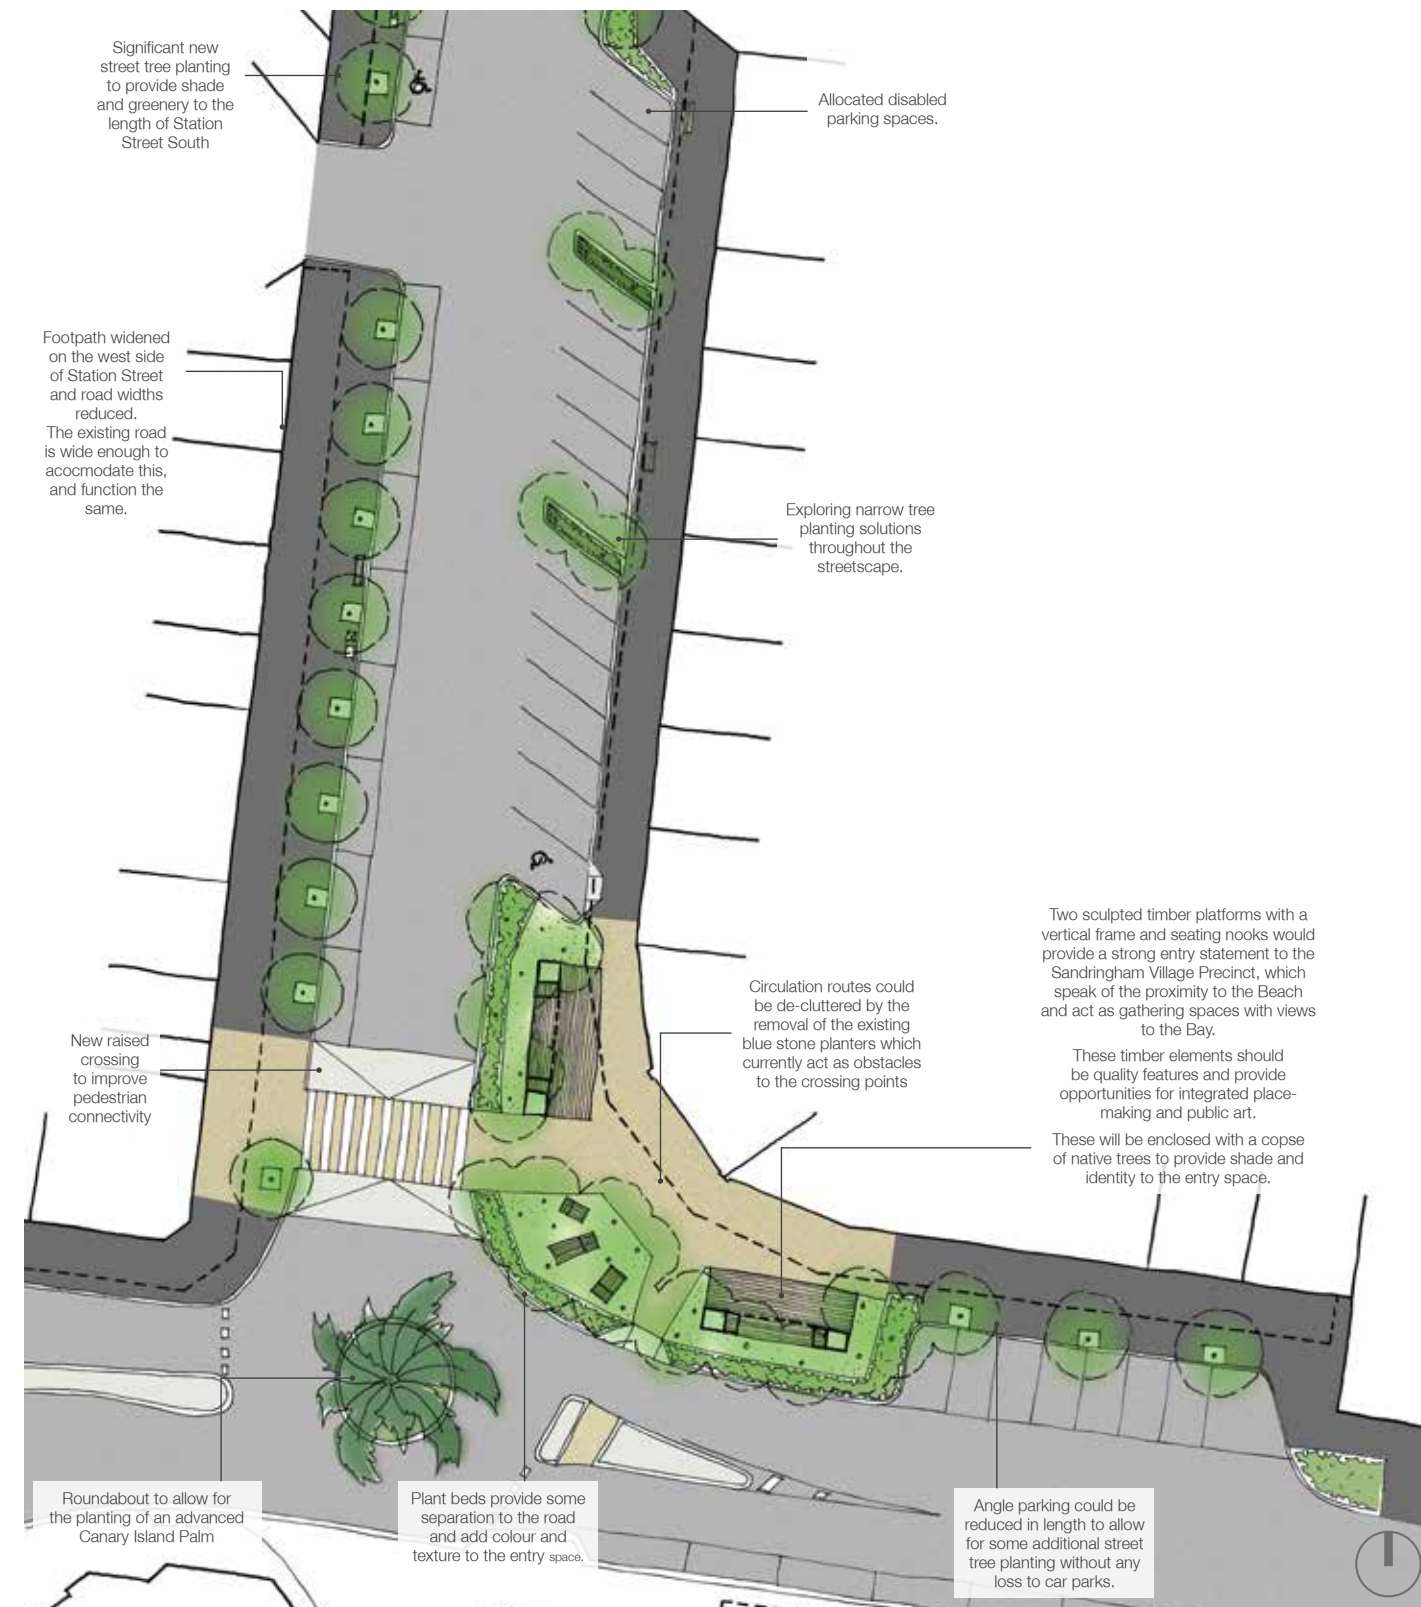 Significant new
street tree planting
to provide shade
and greenery to the
length of Station
Street South
Allocated disabled
parking spaces.
Footpath widened
on the west side
of Station Street
and road widths
reduced.
The existing road
is wide enough to
acocmodate this,
and function the
same.
Exploring narrow tree
planting solutions
throughout the
streetscape.
Two sculpted timber platforms with a
vertical frame and seating nooks would
provide a strong entry statement to the
Sandringham Village Precinct, which
speak of the proximity to the Beach
and act as gathering spaces with views
to the Bay.
These timber elements should
be quality features and provide
opportunities for integrated place-
making and public art.
These will be enclosed with a copse
of native trees to provide shade and
identity to the entry space.
Circulation routes could
be de-cluttered by the
removal of the existing
blue stone planters which
currently act as obstacles
to the crossing points
New raised
crossing
to improve
pedestrian
connectivity
Roundabout to allow for
the planting of an advanced
Canary Island Palm
Plant beds provide some
separation to the road
and add colour and
texture to the entry space.
Angle parking could be
reduced in length to allow
for some additional street
tree planting without any
loss to car parks.